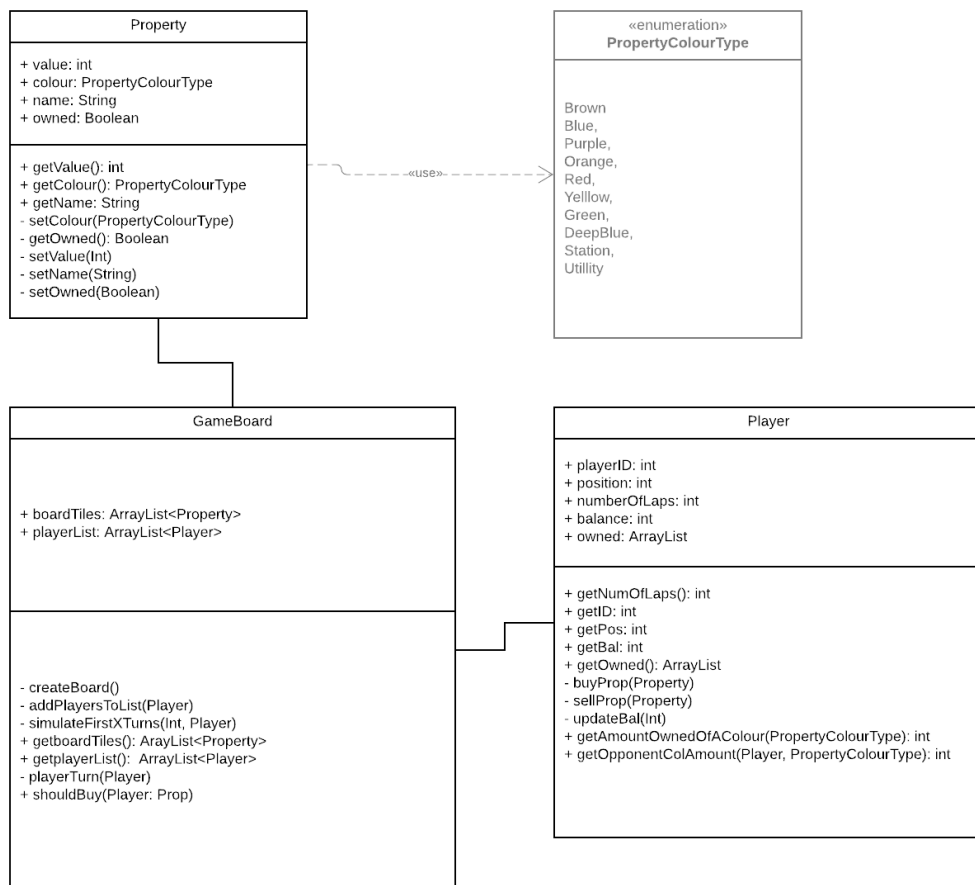 Property
+ value: int
+ colour: PropertyColourType
+ name: String
+ owned: Boolean
+ getValue(): int
+ getColour(): PropertyColourType
+ getName: String
- setColour(PropertyColourType)
- getOwned(): Boolean
- setValue(Int)
- setName(String)
- setOwned(Boolean)
«use»
«enumeration»
PropertyColourType
Brown
Blue,
Purple,
Orange,
Red,
Yelllow,
Green,
DeepBlue,
Station,
Utillity
GameBoard
+ boardTiles: ArrayList<Property>
+ playerList: ArrayList<Player>
- createBoard()
- addPlayersToList(Player)
- simulateFirstXTurns(Int, Player)
+ getboardTiles(): ArayList<Property>
+ getplayerList():  ArrayList<Player>
- playerTurn(Player)
+ shouldBuy(Player: Prop)
Player
+ playerID: int
+ position: int
+ numberOfLaps: int
+ balance: int
+ owned: ArrayList
+ getNumOfLaps(): int
+ getID: int
+ getPos: int
+ getBal: int
+ getOwned(): ArrayList
- buyProp(Property)
- sellProp(Property)
- updateBal(Int)
+ getAmountOwnedOfAColour(PropertyColourType): int
+ getOpponentColAmount(Player, PropertyColourType): int